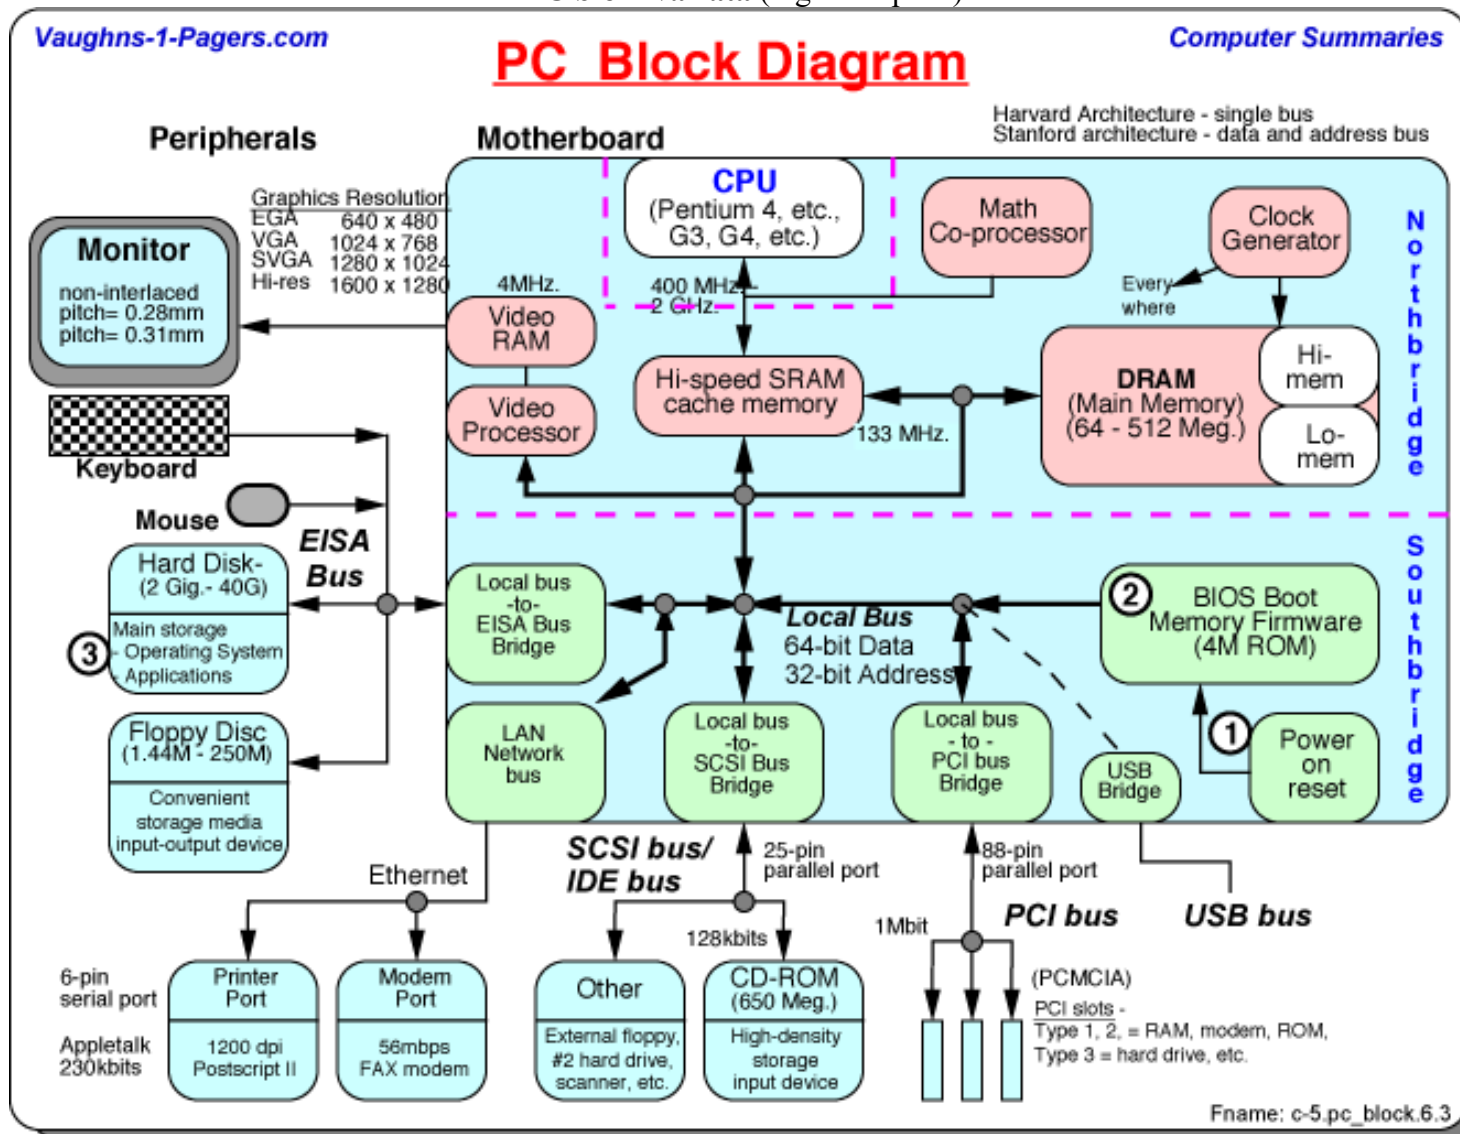 Vaughns-1-Pagers.com
Computer Summaries
PC Block Diagram
Harvard Architecture - single bus
Stanford architecture - data and address bus
Peripherals
Motherboard
Graphics Resolution
EGA 640 x 480
VGA 1024 x 768
SVGA 1280 x 1024
Hi-res 1600 x 1280
Monitor
non-interlaced
pitch= 0.28mm
pitch= 0.31mm
CPU
(Pentium 4, etc.,
G3, G4, etc.)
Math
Co-processor
Clock
Generator
Every
where
Northbridge
4MHz.
400 MHz -
2 GHz.
Video
RAM
Video
Processor
Hi-speed SRAM
cache memory
133 MHz.
DRAM
(Main Memory)
(64 - 512 Meg.)
Hi-
mem
Lo-
mem
Keyboard
Mouse
EISA
Bus
Hard Disk-
(2 Gig.- 40G)
3
Main storage
- Operating System
- Applications
Floppy Disc
(1.44M - 250M)
Convenient
storage media
input-output device
Local bus
-to-
EISA Bus
Bridge
Local Bus
64-bit Data
32-bit Address
2
BIOS Boot
Memory Firmware
(4M ROM)
Southbridge
LAN
Network
bus
Local bus
-to-
SCSI Bus
Bridge
Local bus
- to -
PCI bus
Bridge
USB
Bridge
1
Power
on
reset
Ethernet
SCSI bus/
IDE bus
25-pin
parallel port
88-pin
parallel port
PCI bus
USB bus
128kbits
1Mbit
6-pin
serial port
Appletalk
230kbits
Printer
Port
1200 dpi
Postscript II
Modem
Port
56mbps
FAX modem
Other
External floppy,
#2 hard drive,
scanner, etc.
CD-ROM
(650 Meg.)
High-density
storage
input device
(PCMCIA)
PCI slots -
Type 1, 2, = RAM, modem, ROM,
Type 3 = hard drive, etc.
Fname: c-5.pc_block.6.3